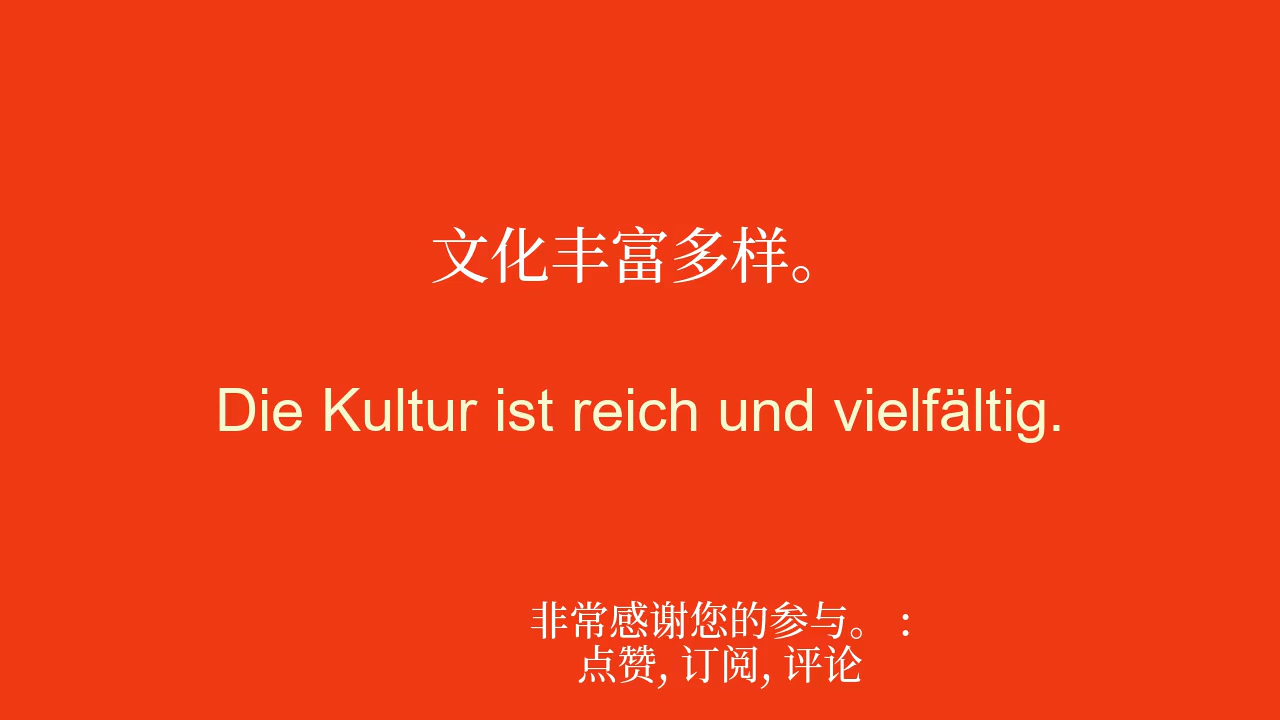 文化丰富多样。
Die Kultur ist reich und vielfältig.
非常感谢您的参与。 :
点赞, 订阅, 评论